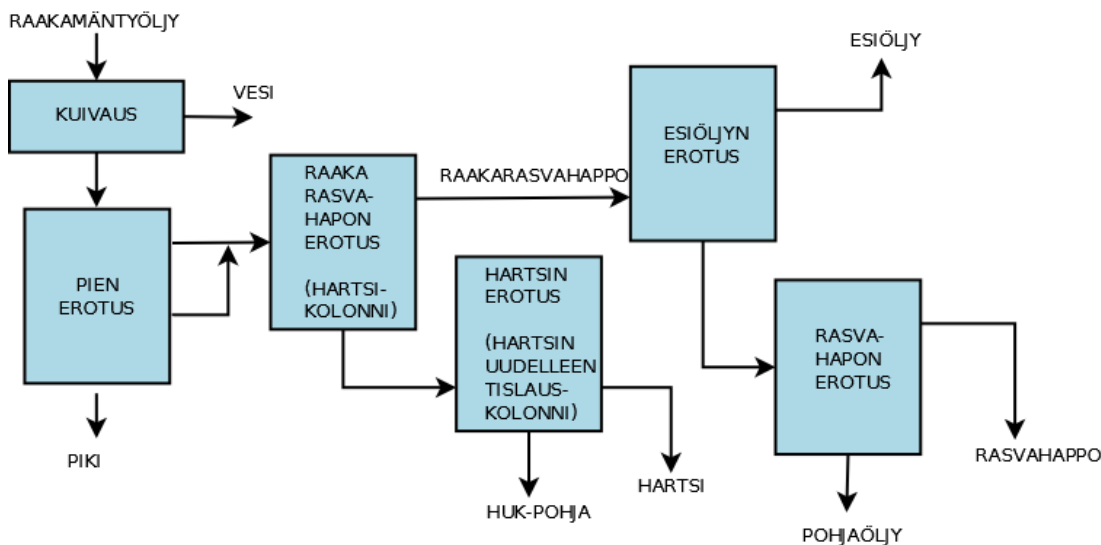 RAAKAMÄNTYÖLJY
KUIVAUS
VESI
PIEN
EROTUS
PIKI
RAAKA
RASVA-
HAPON
EROTUS
(HARTSI-
KOLONNI)
RAAKARASVAHAPPO
HARTSIN
EROTUS
(HARTSIN
UUDELLEEN
TISLAUS-
KOLONNI)
HUK-POHJA
HARTSI
ESIÖLJYN
EROTUS
ESIÖLJY
RASVA-
HAPON
EROTUS
RASVAHAPPO
POHJAÖLJY